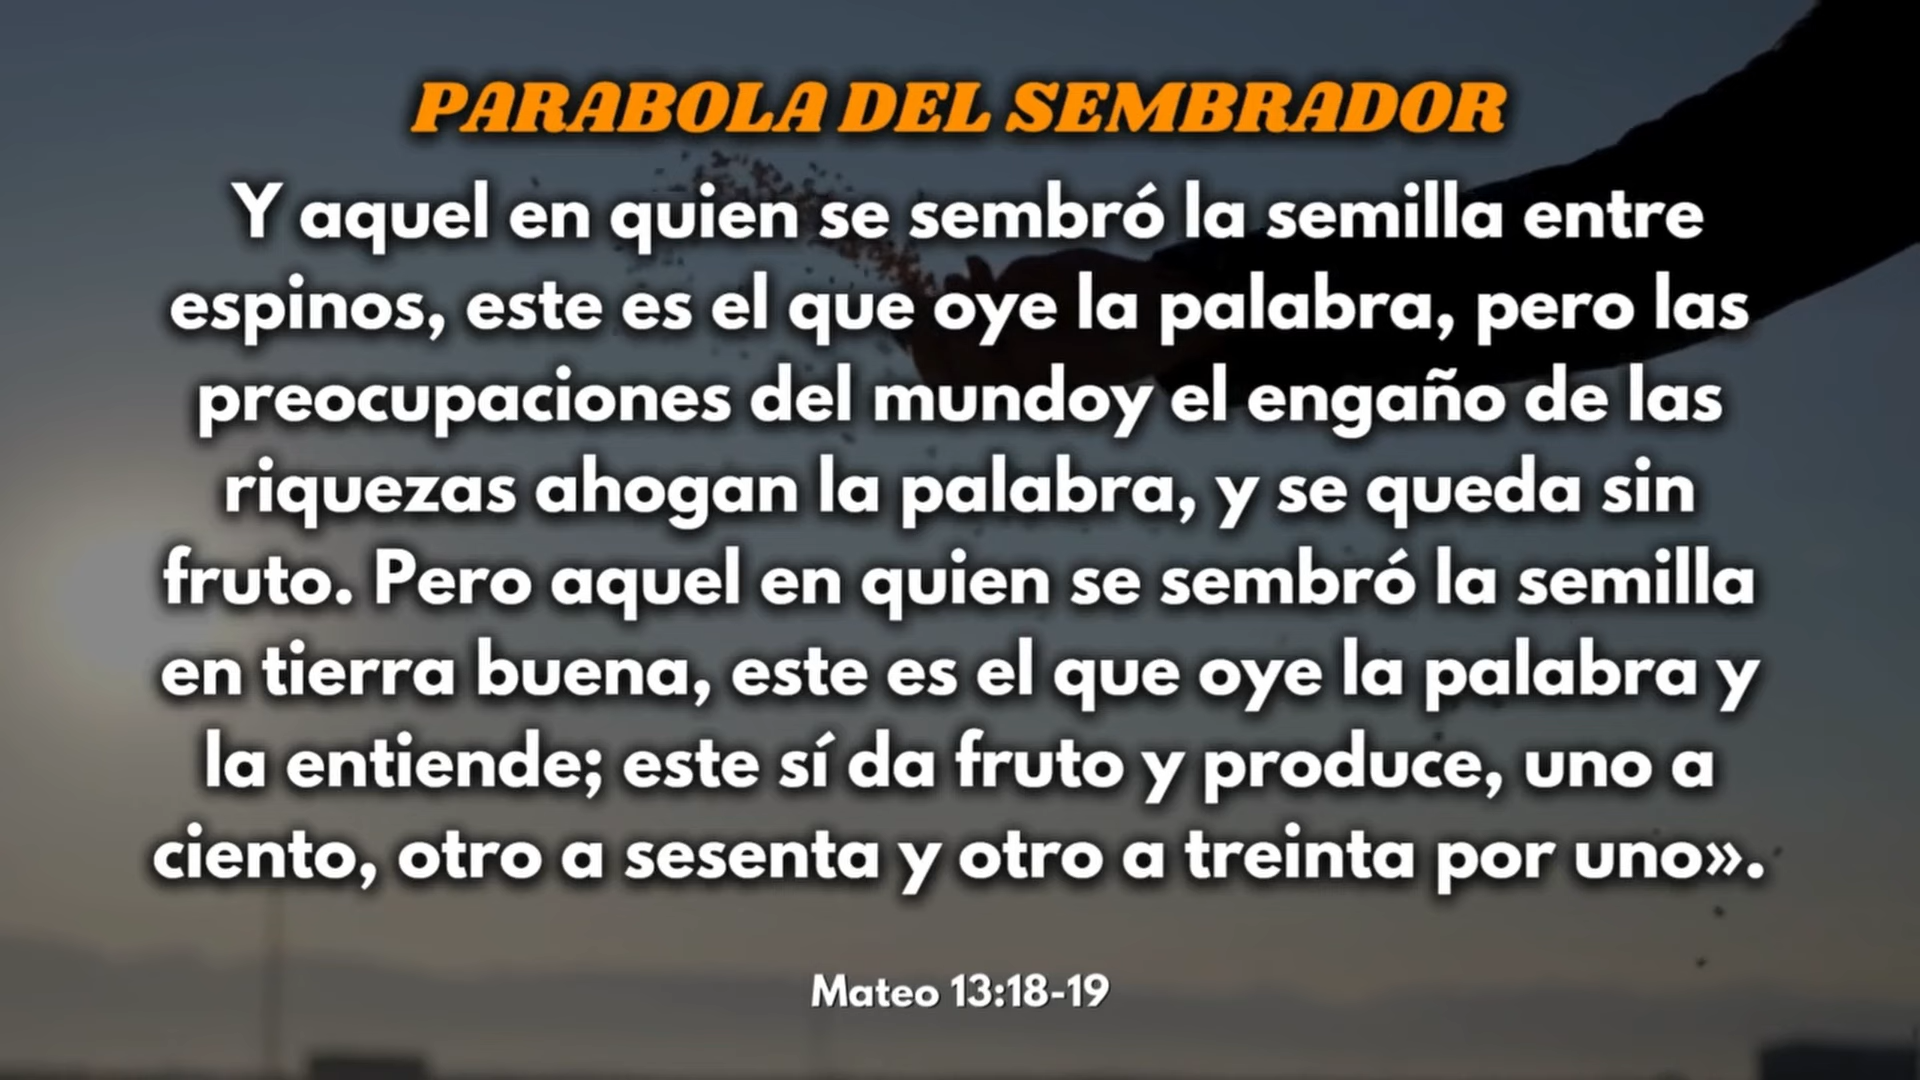 PARABOLA DEL SEMBRADOR
Y aquel en quien se sembró la semilla entre
espinos, este es el que oye la palabra, pero las
preocupaciones del mundoy el engaño de las
riquezas ahogan la palabra, y se queda sin
fruto. Pero aquel en quien se sembró la semilla
en tierra buena, este es el que oye la palabra y
la entiende; este sí da fruto y produce, uno a
ciento, otro a sesenta y otro a treinta por uno».
Mateo 13:18-19